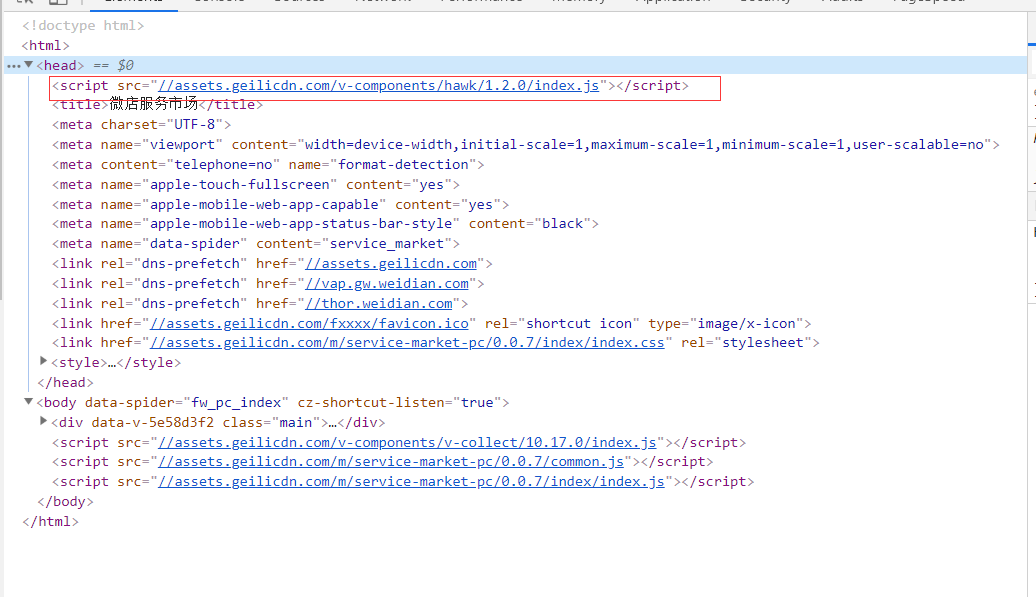 <!doctype html>
<html>
<head> == $0
<script src="//assets.geilicdn.com/v-components/hawk/1.2.0/index.js"></script>
<title>微店服务市场</title>
<meta charset="UTF-8">
<meta name="viewport" content="width=device-width,initial-scale=1,maximum-scale=1,minimum-scale=1,user-scalable=no">
<meta content="telephone=no" name="format-detection">
<meta name="apple-touch-fullscreen" content="yes">
<meta name="apple-mobile-web-app-capable" content="yes">
<meta name="apple-mobile-web-app-status-bar-style" content="black">
<meta name="data-spider" content="service_market">
<link rel="dns-prefetch" href="//assets.geilicdn.com">
<link rel="dns-prefetch" href="//vap.gw.weidian.com">
<link rel="dns-prefetch" href="//thor.weidian.com">
<link href="//assets.geilicdn.com/fxxxx/favicon.ico" rel="shortcut icon" type="image/x-icon">
<link href="//assets.geilicdn.com/m/service-market-pc/0.0.7/index/index.css" rel="stylesheet">
<style>…</style>
</head>
<body data-spider="fw_pc_index" cz-shortcut-listen="true">
<div data-v-5e58d3f2 class="main">…</div>
<script src="//assets.geilicdn.com/v-components/v-collect/10.17.0/index.js"></script>
<script src="//assets.geilicdn.com/m/service-market-pc/0.0.7/common.js"></script>
<script src="//assets.geilicdn.com/m/service-market-pc/0.0.7/index/index.js"></script>
</body>
</html>